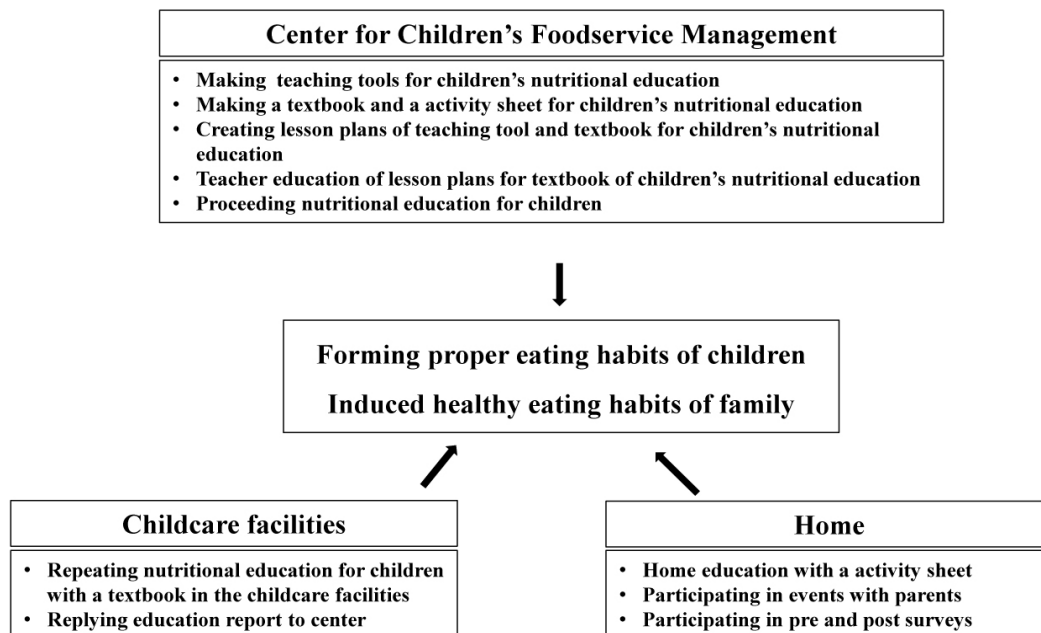 Center for Children’s Foodservice Management
• Making teaching tools for children’s nutritional education
• Making a textbook and a activity sheet for children’s nutritional education
• Creating lesson plans of teaching tool and textbook for children’s nutritional
education
• Teacher education of lesson plans for textbook of children’s nutritional education
• Proceeding nutritional education for children
Forming proper eating habits of children
Induced healthy eating habits of family
Childcare facilities
• Repeating nutritional education for children
with a textbook in the childcare facilities
• Replying education report to center
Home
• Home education with a activity sheet
• Participating in events with parents
• Participating in pre and post surveys